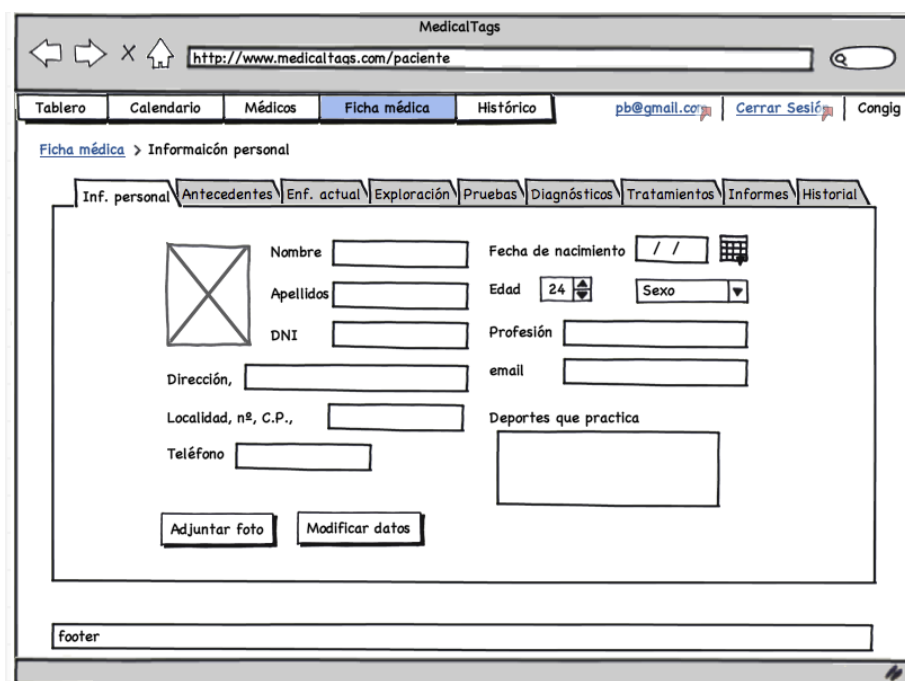 MedicalTags
http://www.medicaltags.com/paciente
Tablero Calendario Médicos Ficha médica Histórico pb@gmail.com Cerrar Sesión Congig
Ficha médica > Informaicón personal
Inf. personal Antecedentes Enf. actual Exploración Pruebas Diagnósticos Tratamientos Informes Historial
Nombre Fecha de nacimiento / /
Apellidos Edad 24 Sexo
DNI Profesión
Dirección, email
Localidad, nº, C.P., Deportes que practica
Teléfono
Adjuntar foto Modificar datos
footer